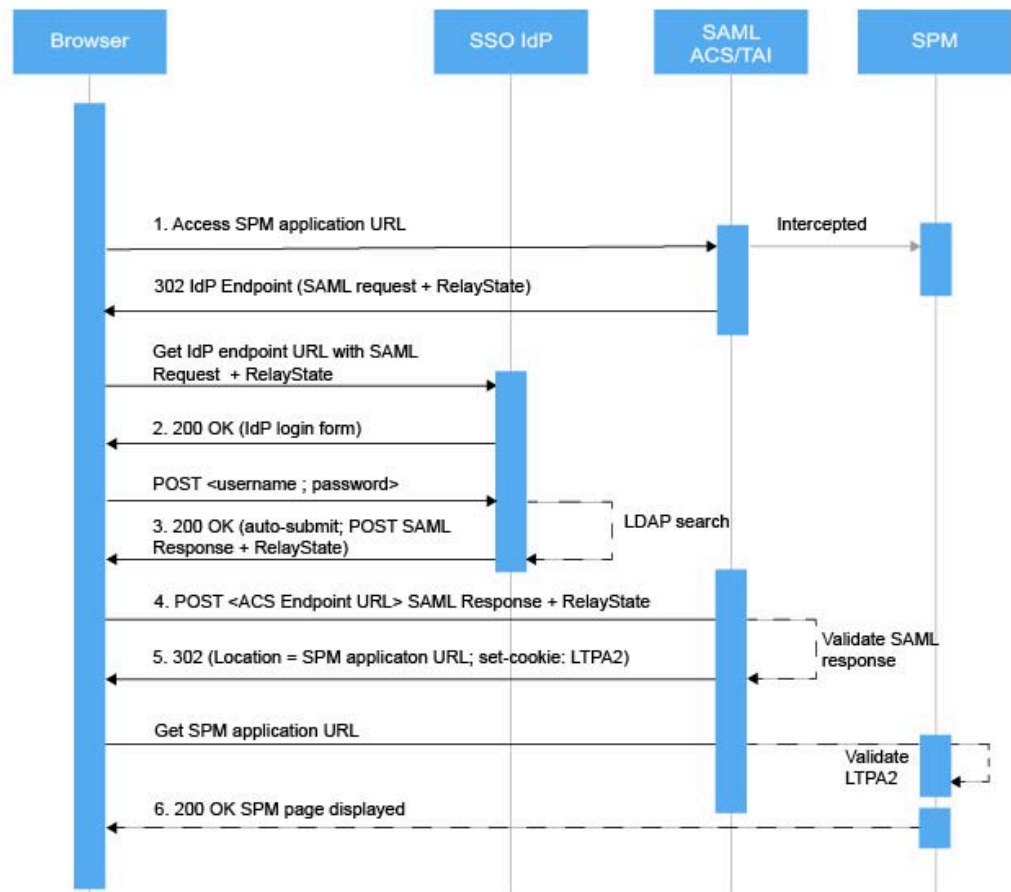 Browser
SSO IdP
SAML
ACS/TAI
SPM
1. Access SPM application URL
Intercepted
302 IdP Endpoint (SAML request + RelayState)
Get IdP endpoint URL with SAML
Request + RelayState
2. 200 OK (IdP login form)
POST <username ; password>
LDAP search
3. 200 OK (auto-submit; POST SAML
Response + RelayState)
4. POST <ACS Endpoint URL> SAML Response + RelayState
Validate SAML
response
5. 302 (Location = SPM applicaton URL; set-cookie: LTPA2)
Get SPM application URL
Validate
LTPA2
6. 200 OK SPM page displayed